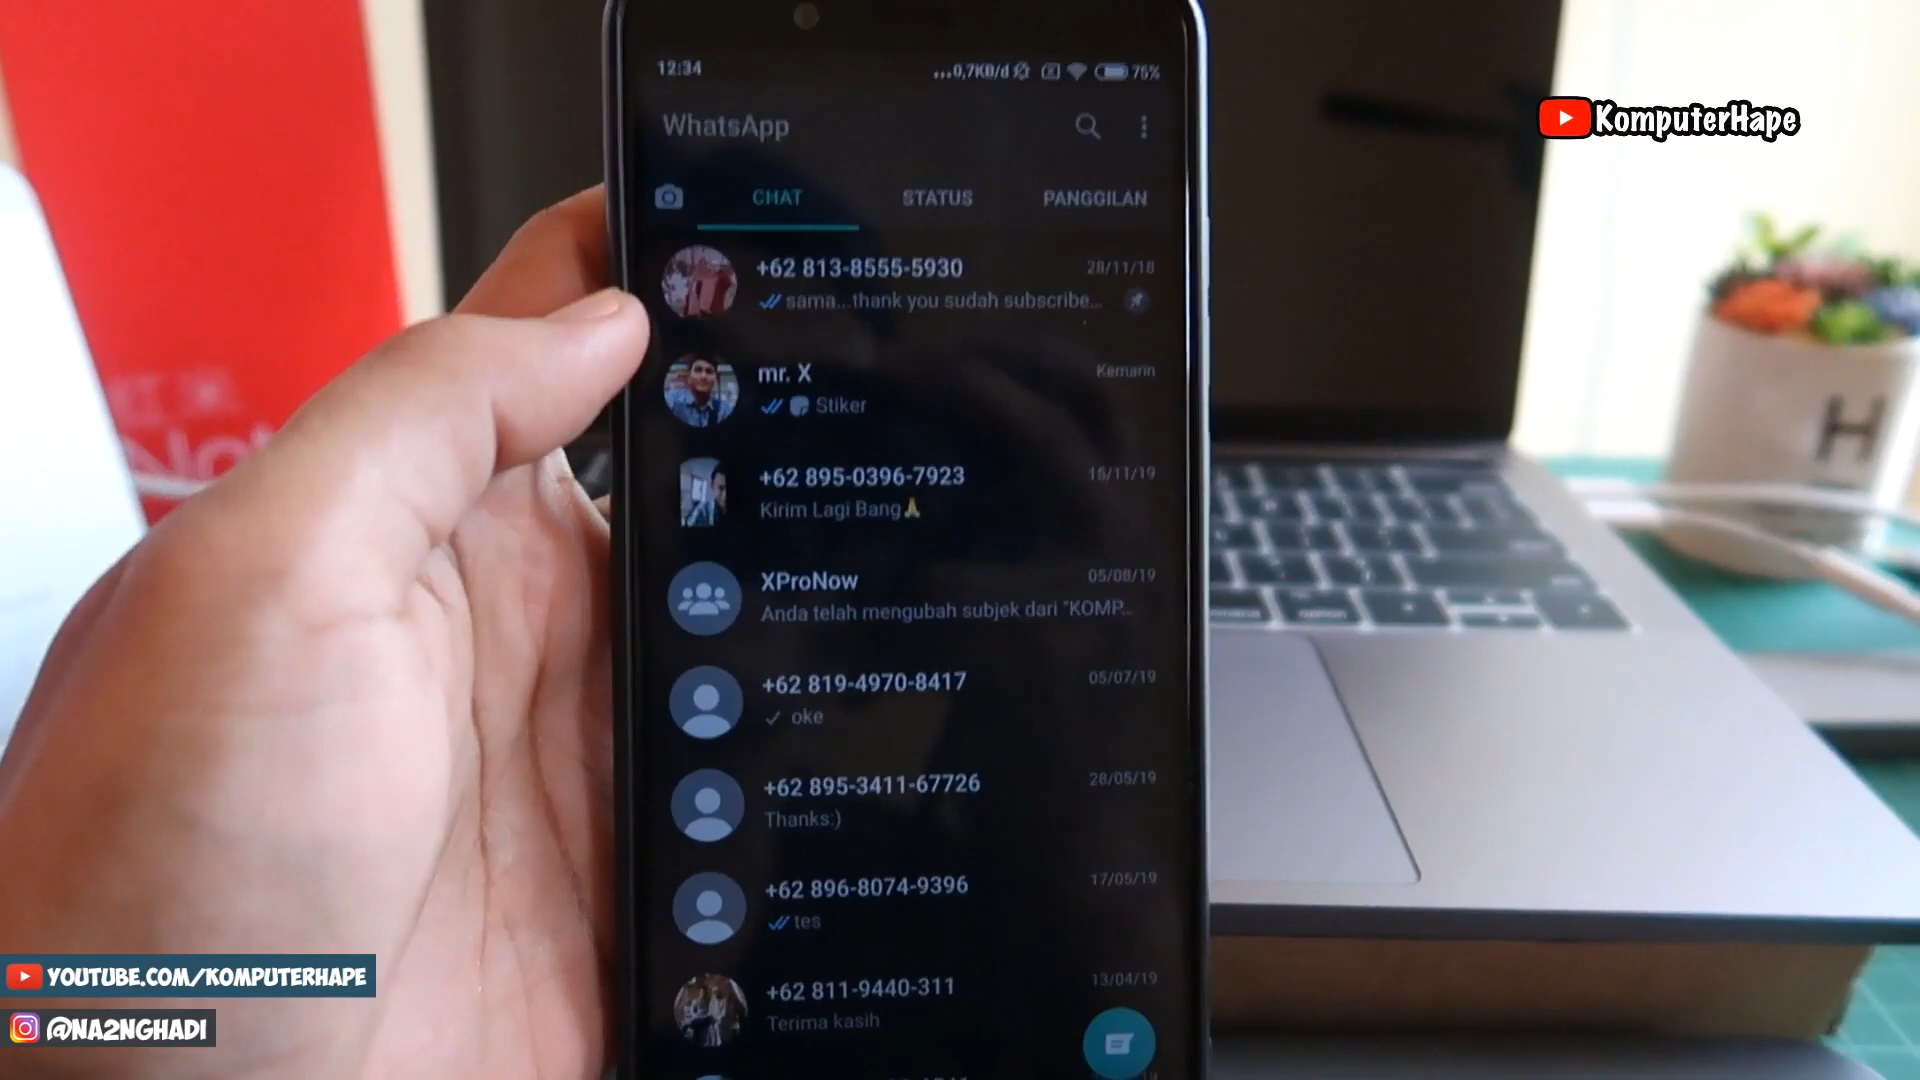 12:34
...0,7KB/d
75%
WhatsApp
CHAT
STATUS
PANGGILAN
+62 813-8555-5930
28/11/18
sama...thank you sudah subscribe...
mr. X
Kemarin
Stiker
+62 895-0396-7923
15/11/19
Kirim Lagi Bang🙏
XProNow
05/08/19
Anda telah mengubah subjek dari "KOMP...
+62 819-4970-8417
05/07/19
oke
+62 895-3411-67726
28/05/19
Thanks:)
+62 896-8074-9396
17/05/19
tes
+62 811-9440-311
13/04/19
Terima kasih
KomputerHape
H
YOUTUBE.COM/KOMPUTERHAPE
@NA2NGHADI